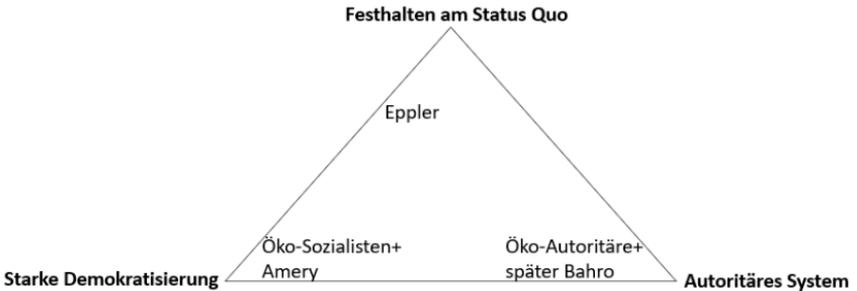 Festhalten am Status Quo
Eppler
Öko-Sozialisten+
Amery
Öko-Autoritäre+
später Bahro
Starke Demokratisierung
Autoritäres System